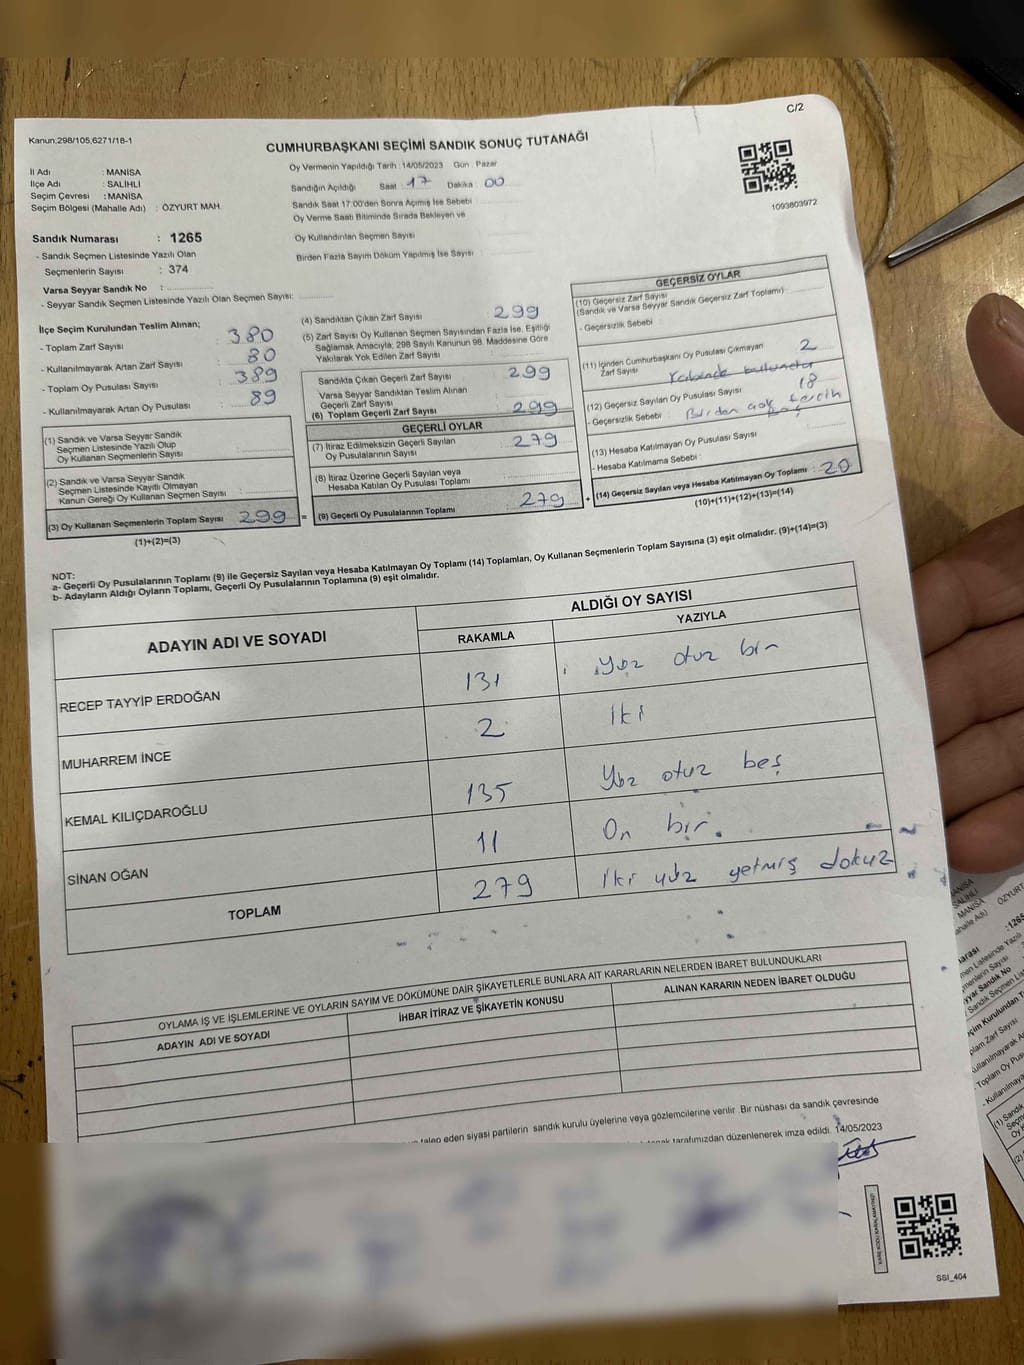 C/2
Kanun.298/105,6271/18-1
CUMHURBAŞKANI SEÇİMİ SANDIK SONUÇ TUTANAĞI
İl Adı : MANİSA
İlçe Adı : SALİHLİ
Seçim Çevresi : MANİSA
Seçim Bölgesi (Mahalle Adı) : ÖZYURT MAH.
Oy Vermenin Yapıldığı Tarih :14/05/2023 Gün : Pazar
Sandığın Açıldığı Saat : 17 Dakika : 00
Sandık Saat 17:00'den Sonra Açımış İse Sebebi
Oy Verme Saati Bitiminde Sırada Bekleyen ve
Oy Kullandırılan Seçmen Sayısı
Birden Fazla Sayım Döküm Yapılmış İse Sayısı :
1093803972
Sandık Numarası : 1265
- Sandık Seçmen Listesinde Yazılı Olan
Seçmenlerin Sayısı : 374
Varsa Seyyar Sandık No :
- Seyyar Sandık Seçmen Listesinde Yazılı Olan Seçmen Sayısı:
İlçe Seçim Kurulundan Teslim Alınan;
- Toplam Zarf Sayısı : 380
- Kullanılmayarak Artan Zarf Sayısı : 80
- Toplam Oy Pusulası Sayısı : 389
- Kullanılmayarak Artan Oy Pusulası : 89
(1) Sandık ve Varsa Seyyar Sandık
Seçmen Listesinde Yazılı Olup
Oy Kullanan Seçmenlerin Sayısı :
(2) Sandık ve Varsa Seyyar Sandık
Seçmen Listesinde Kayıtlı Olmayan
Kanun Gereği Oy Kullanan Seçmen Sayısı :
(3) Oy Kullanan Seçmenlerin Toplam Sayısı 299 =
(1)+(2)=(3)
(4) Sandıktan Çıkan Zarf Sayısı : 299
(5) Zarf Sayısı Oy Kullanan Seçmen Sayısından Fazla İse, Eşitliği
Sağlamak Amacıyla, 298 Sayılı Kanunun 98. Maddesine Göre
Yakılarak Yok Edilen Zarf Sayısı :
Sandıkta Çıkan Geçerli Zarf Sayısı : 299
Varsa Seyyar Sandıktan Teslim Alınan
Geçerli Zarf Sayısı
(6) Toplam Geçerli Zarf Sayısı : 299
GEÇERLİ OYLAR
(7) İtiraz Edilmeksizin Geçerli Sayılan
Oy Pusulalarının Sayısı : 279
(8) İtiraz Üzerine Geçerli Sayılan veya
Hesaba Katılan Oy Pusulası Toplamı :
(9) Geçerli Oy Pusulalarının Toplamı : 279 +
GEÇERSİZ OYLAR
(10) Geçersiz Zarf Sayısı
(Sandık ve Varsa Seyyar Sandık Geçersiz Zarf Toplamı) :
- Geçersizlik Sebebi :
(11) İçinden Cumhurbaşkanı Oy Pusulası Çıkmayan
Zarf Sayısı : 2
(12) Geçersiz Sayılan Oy Pusulası Sayısı : 18
- Geçersizlik Sebebi : Birden çok tercih
(13) Hesaba Katılmayan Oy Pusulası Sayısı :
- Hesaba Katılmama Sebebi :
(14) Geçersiz Sayılan veya Hesaba Katılmayan Oy Toplamı : 20
(10)+(11)+(12)+(13)=(14)
NOT:
a- Geçerli Oy Pusulalarının Toplamı (9) ile Geçersiz Sayılan veya Hesaba Katılmayan Oy Toplamı (14) Toplamları, Oy Kullanan Seçmenlerin Toplam Sayısına (3) eşit olmalıdır. (9)+(14)=(3)
b- Adayların Aldığı Oyların Toplamı, Geçerli Oy Pusulalarının Toplamına (9) eşit olmalıdır.
ADAYIN ADI VE SOYADI
ALDIĞI OY SAYISI
RAKAMLA YAZIYLA
RECEP TAYYİP ERDOĞAN 131 Yüz otuz bir
MUHARREM İNCE 2 iki
KEMAL KILIÇDAROĞLU 135 Yüz otuz beş
SİNAN OĞAN 11 On bir
TOPLAM 279 iki yüz yetmiş dokuz
OYLAMA İŞ VE İŞLEMLERİNE VE OYLARIN SAYIM VE DÖKÜMÜNE DAİR ŞİKAYETLERLE BUNLARA AİT KARARLARIN NELERDEN İBARET BULUNDUKLARI
ADAYIN ADI VE SOYADI
İHBAR İTİRAZ VE ŞİKAYETİN KONUSU
ALINAN KARARIN NEDEN İBARET OLDUĞU
talep eden siyasi partilerin sandık kurulu üyelerine veya gözlemcilerine verilir. Bir nüshası da sandık çevresinde
tarafımızdan düzenlenerek imza edildi. 14/05/2023
SSI_404